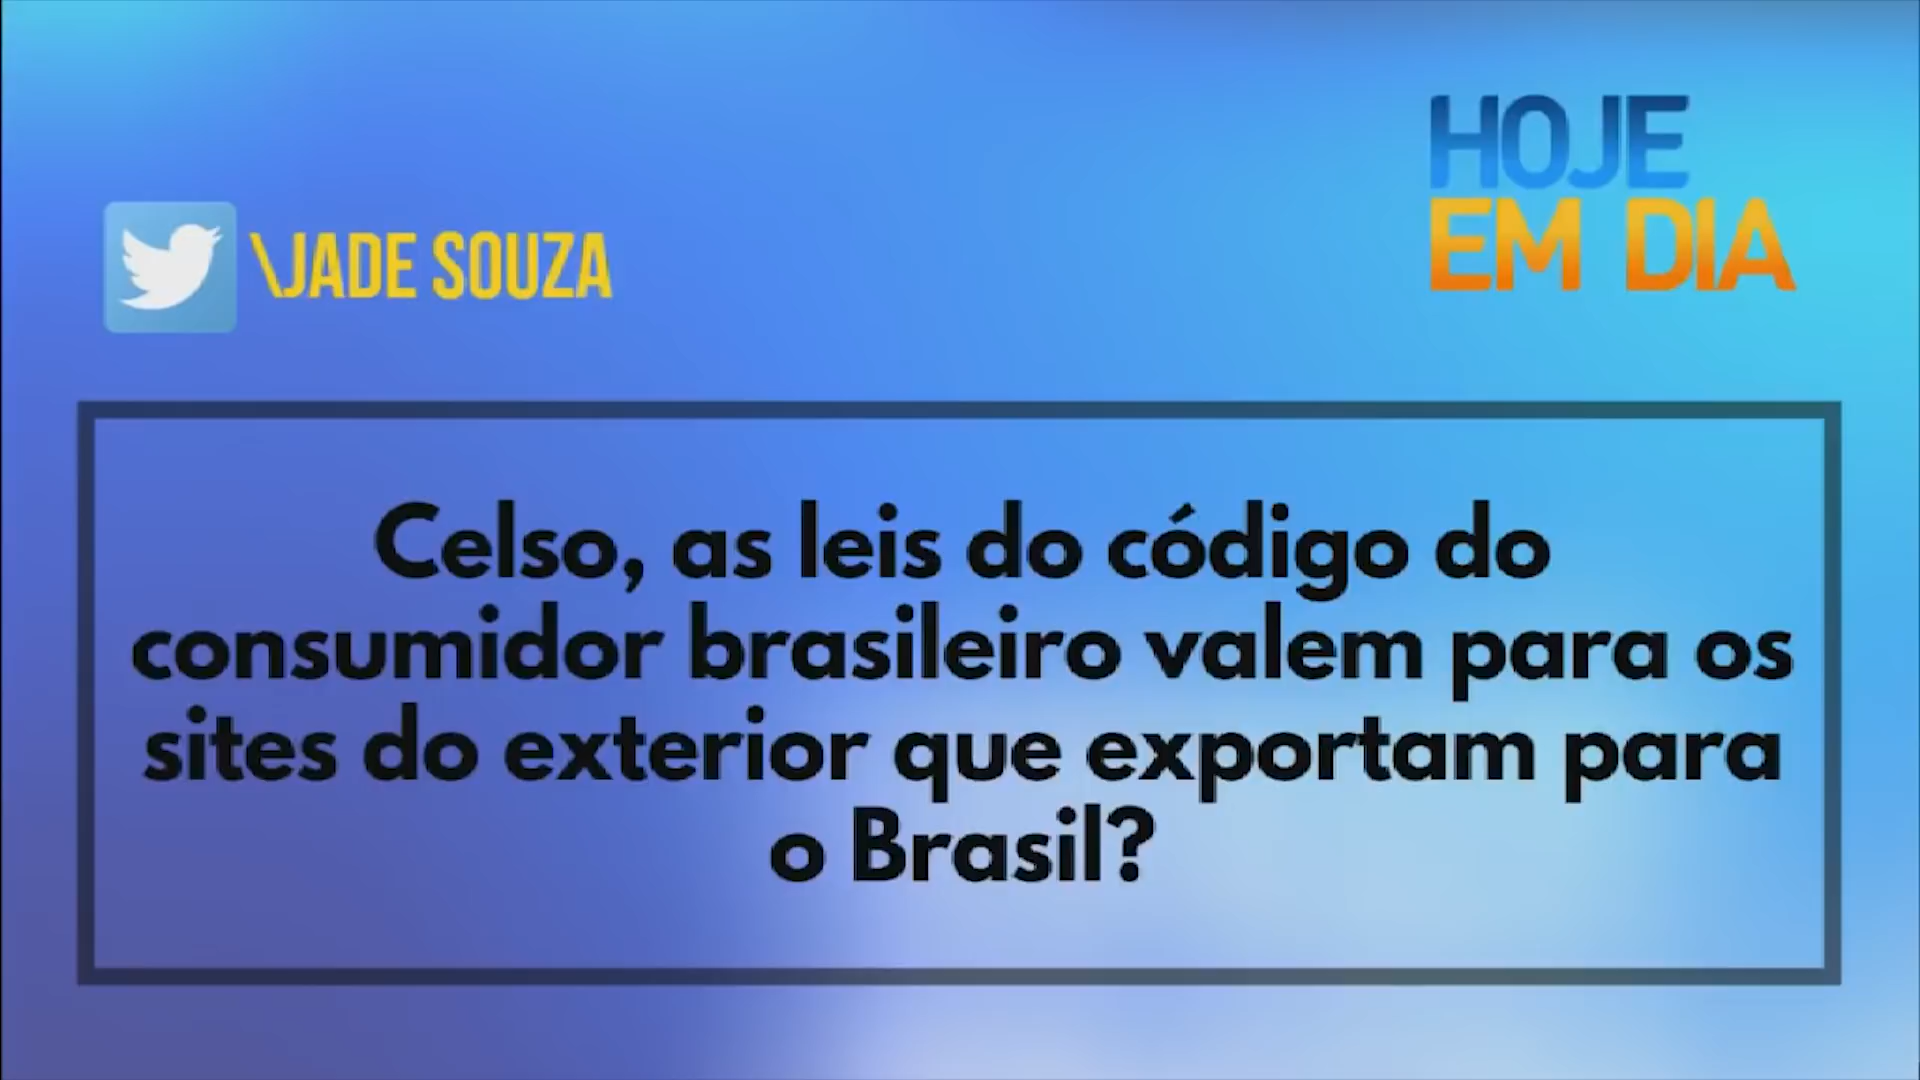 HOJE
EM DIA
\JADE SOUZA
Celso, as leis do código do
consumidor brasileiro valem para os
sites do exterior que exportam para
o Brasil?